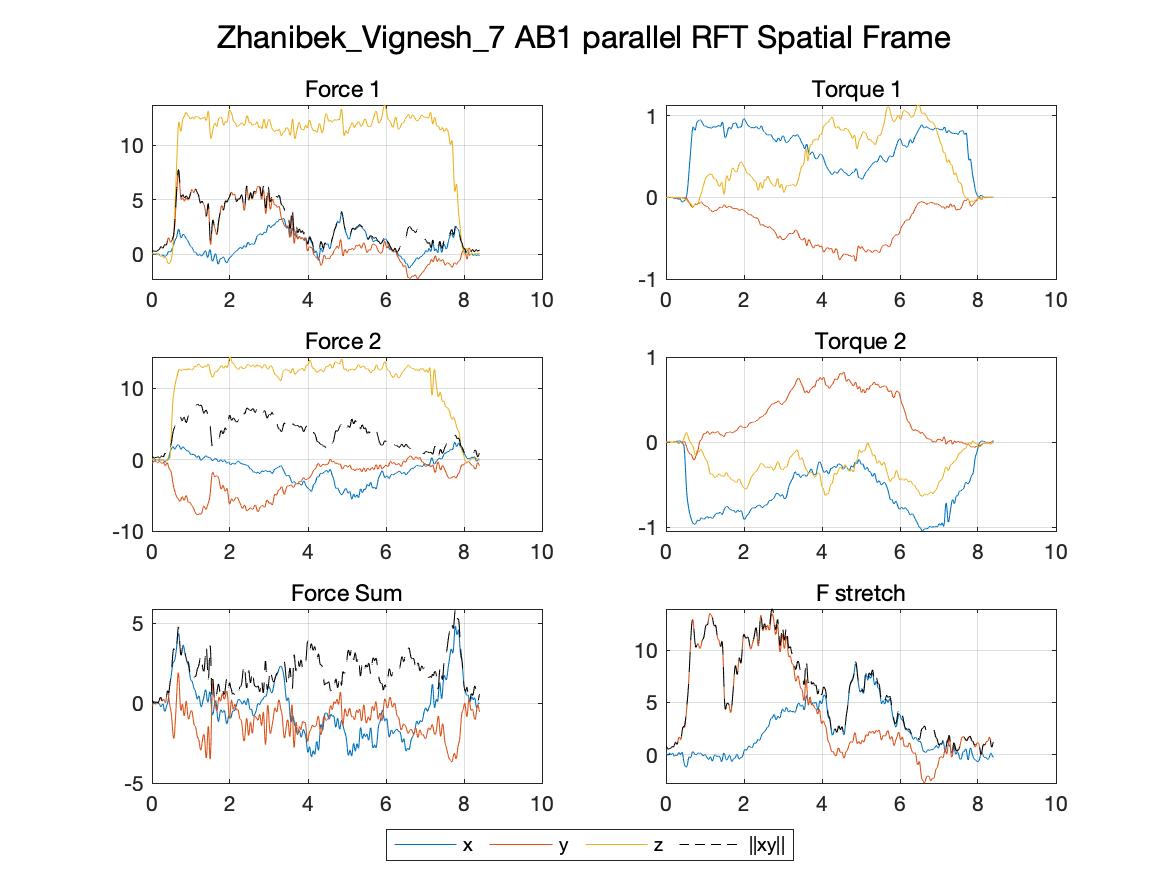 Zhanibek_Vignesh_7 AB1 parallel RFT Spatial Frame
Force 1
10
5
0
0 2 4 6 8 10
Torque 1
1
0
-1
0 2 4 6 8 10
Force 2
10
0
-10
0 2 4 6 8 10
Torque 2
1
0
-1
0 2 4 6 8 10
Force Sum
5
0
-5
0 2 4 6 8 10
F stretch
10
5
0
0 2 4 6 8 10
x y z ||xy||